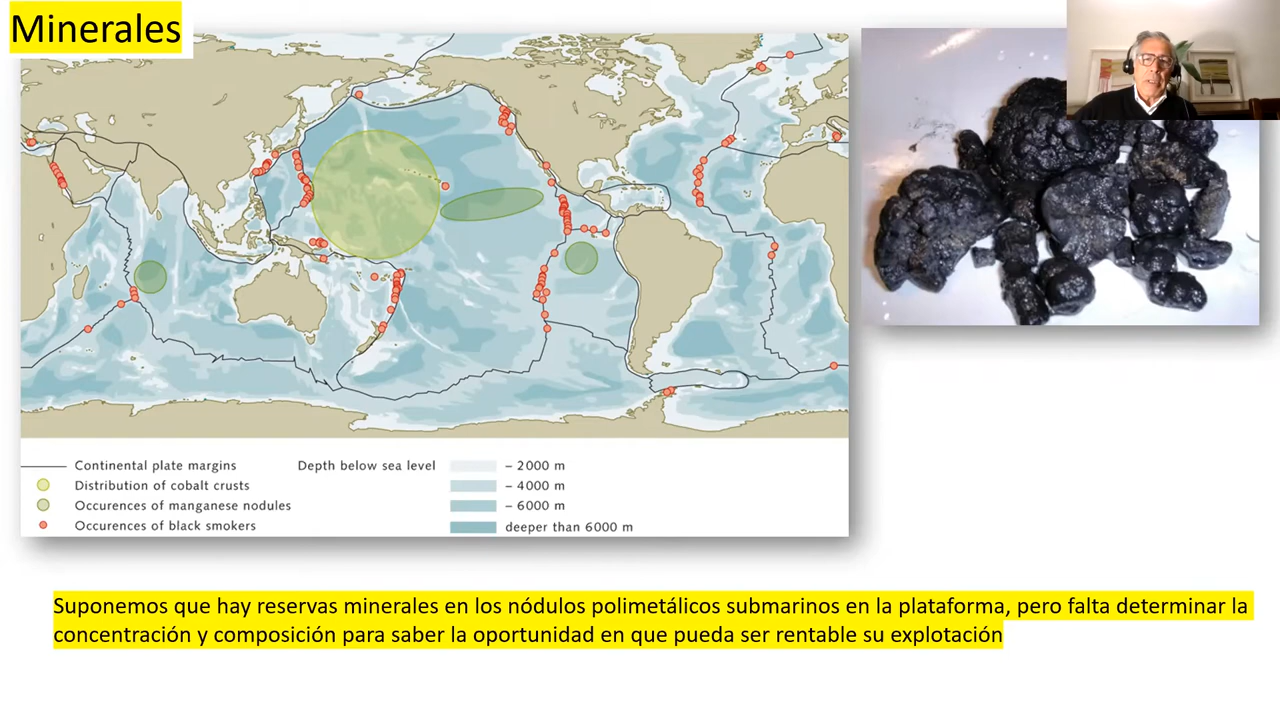 Minerales
Continental plate margins
Distribution of cobalt crusts
Occurences of manganese nodules
Occurences of black smokers
Depth below sea level
– 2000 m
– 4000 m
– 6000 m
deeper than 6000 m
Suponemos que hay reservas minerales en los nódulos polimetálicos submarinos en la plataforma, pero falta determinar la
concentración y composición para saber la oportunidad en que pueda ser rentable su explotación